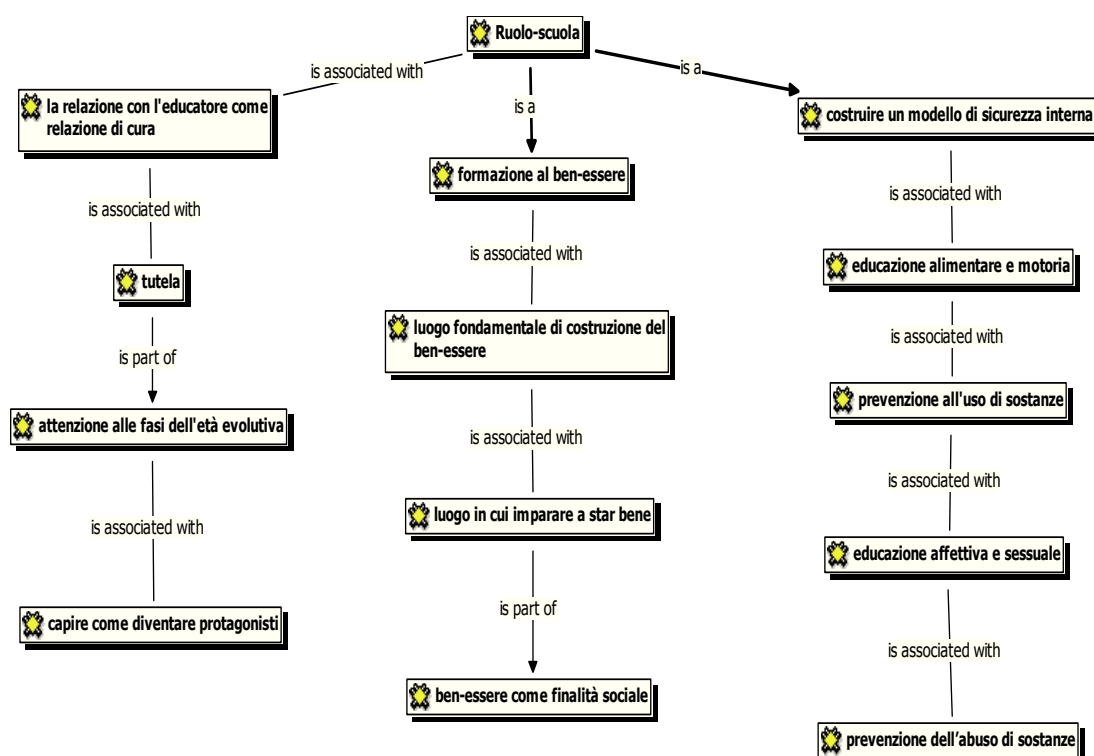 Ruolo-scuola
is associated with
is a
is a
la relazione con l'educatore come
relazione di cura
costruire un modello di sicurezza interna
formazione al ben-essere
is associated with
is associated with
is associated with
tutela
educazione alimentare e motoria
luogo fondamentale di costruzione del
ben-essere
is associated with
is part of
prevenzione all'uso di sostanze
attenzione alle fasi dell'età evolutiva
is associated with
is associated with
is associated with
luogo in cui imparare a star bene
educazione affettiva e sessuale
is part of
capire come diventare protagonisti
is associated with
ben-essere come finalità sociale
prevenzione dell'abuso di sostanze